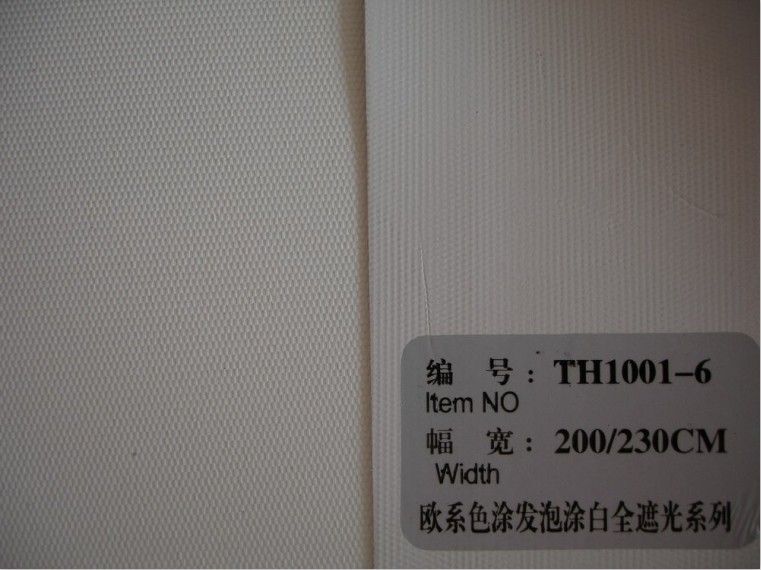 编 号：TH1001-6
Item NO
幅 宽：200/230CM
Width
欧系色涂发泡涂白全遮光系列